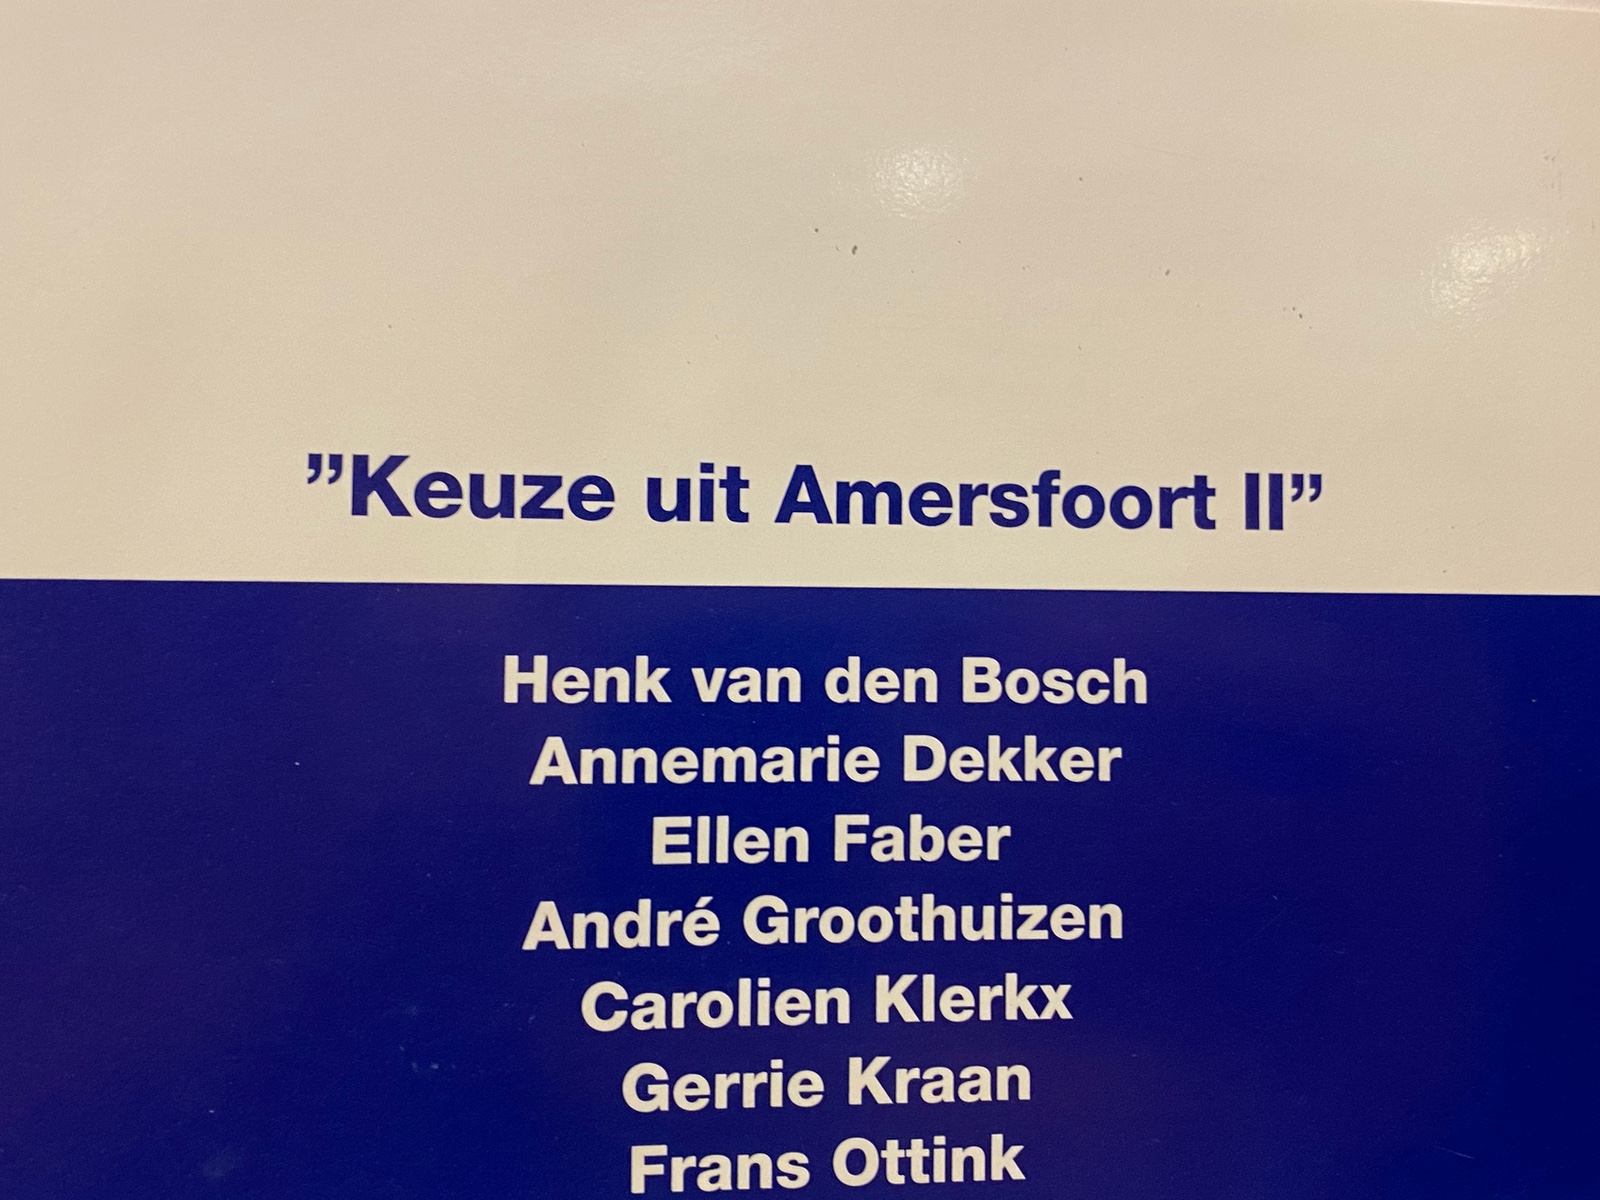 ”Keuze uit Amersfoort II”
Henk van den Bosch
Annemarie Dekker
Ellen Faber
André Groothuizen
Carolien Klerkx
Gerrie Kraan
Frans Ottink